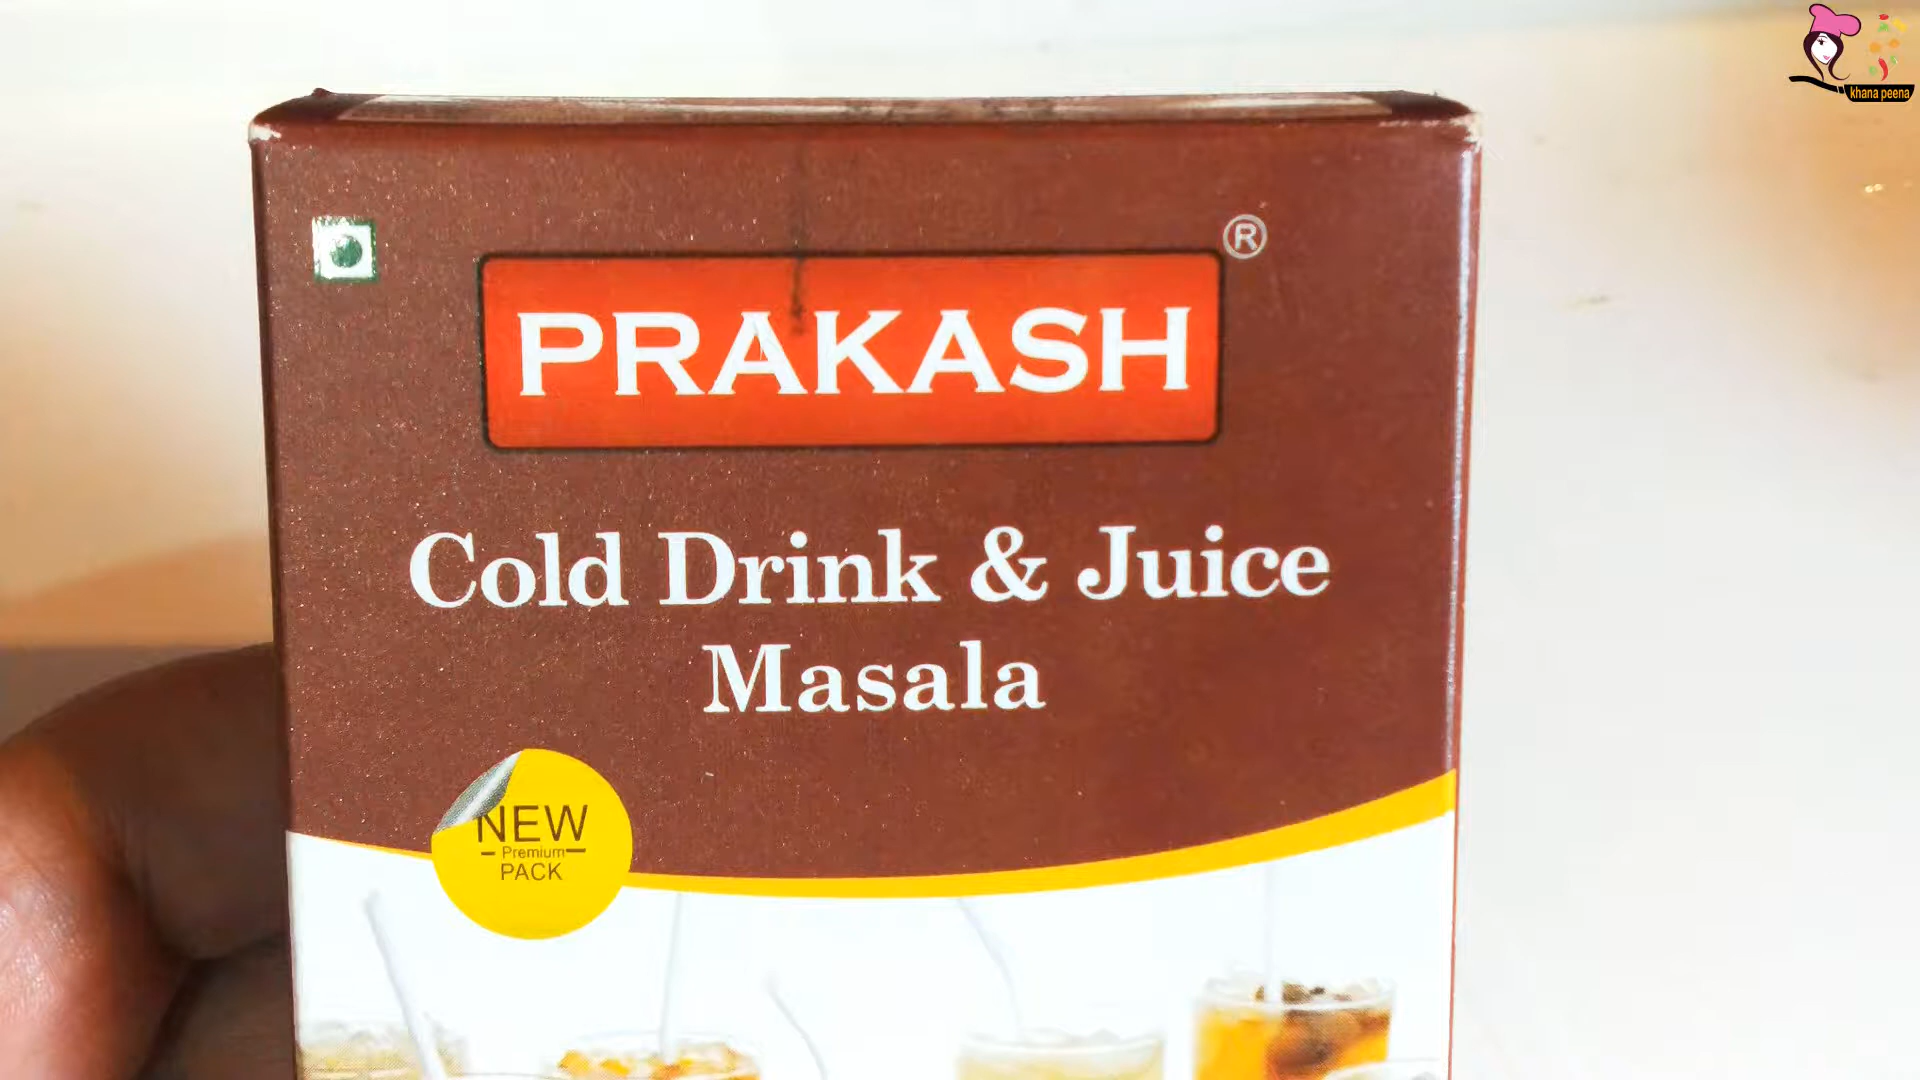 khana peena
PRAKASH ®
Cold Drink & Juice
Masala
NEW
Premium
PACK